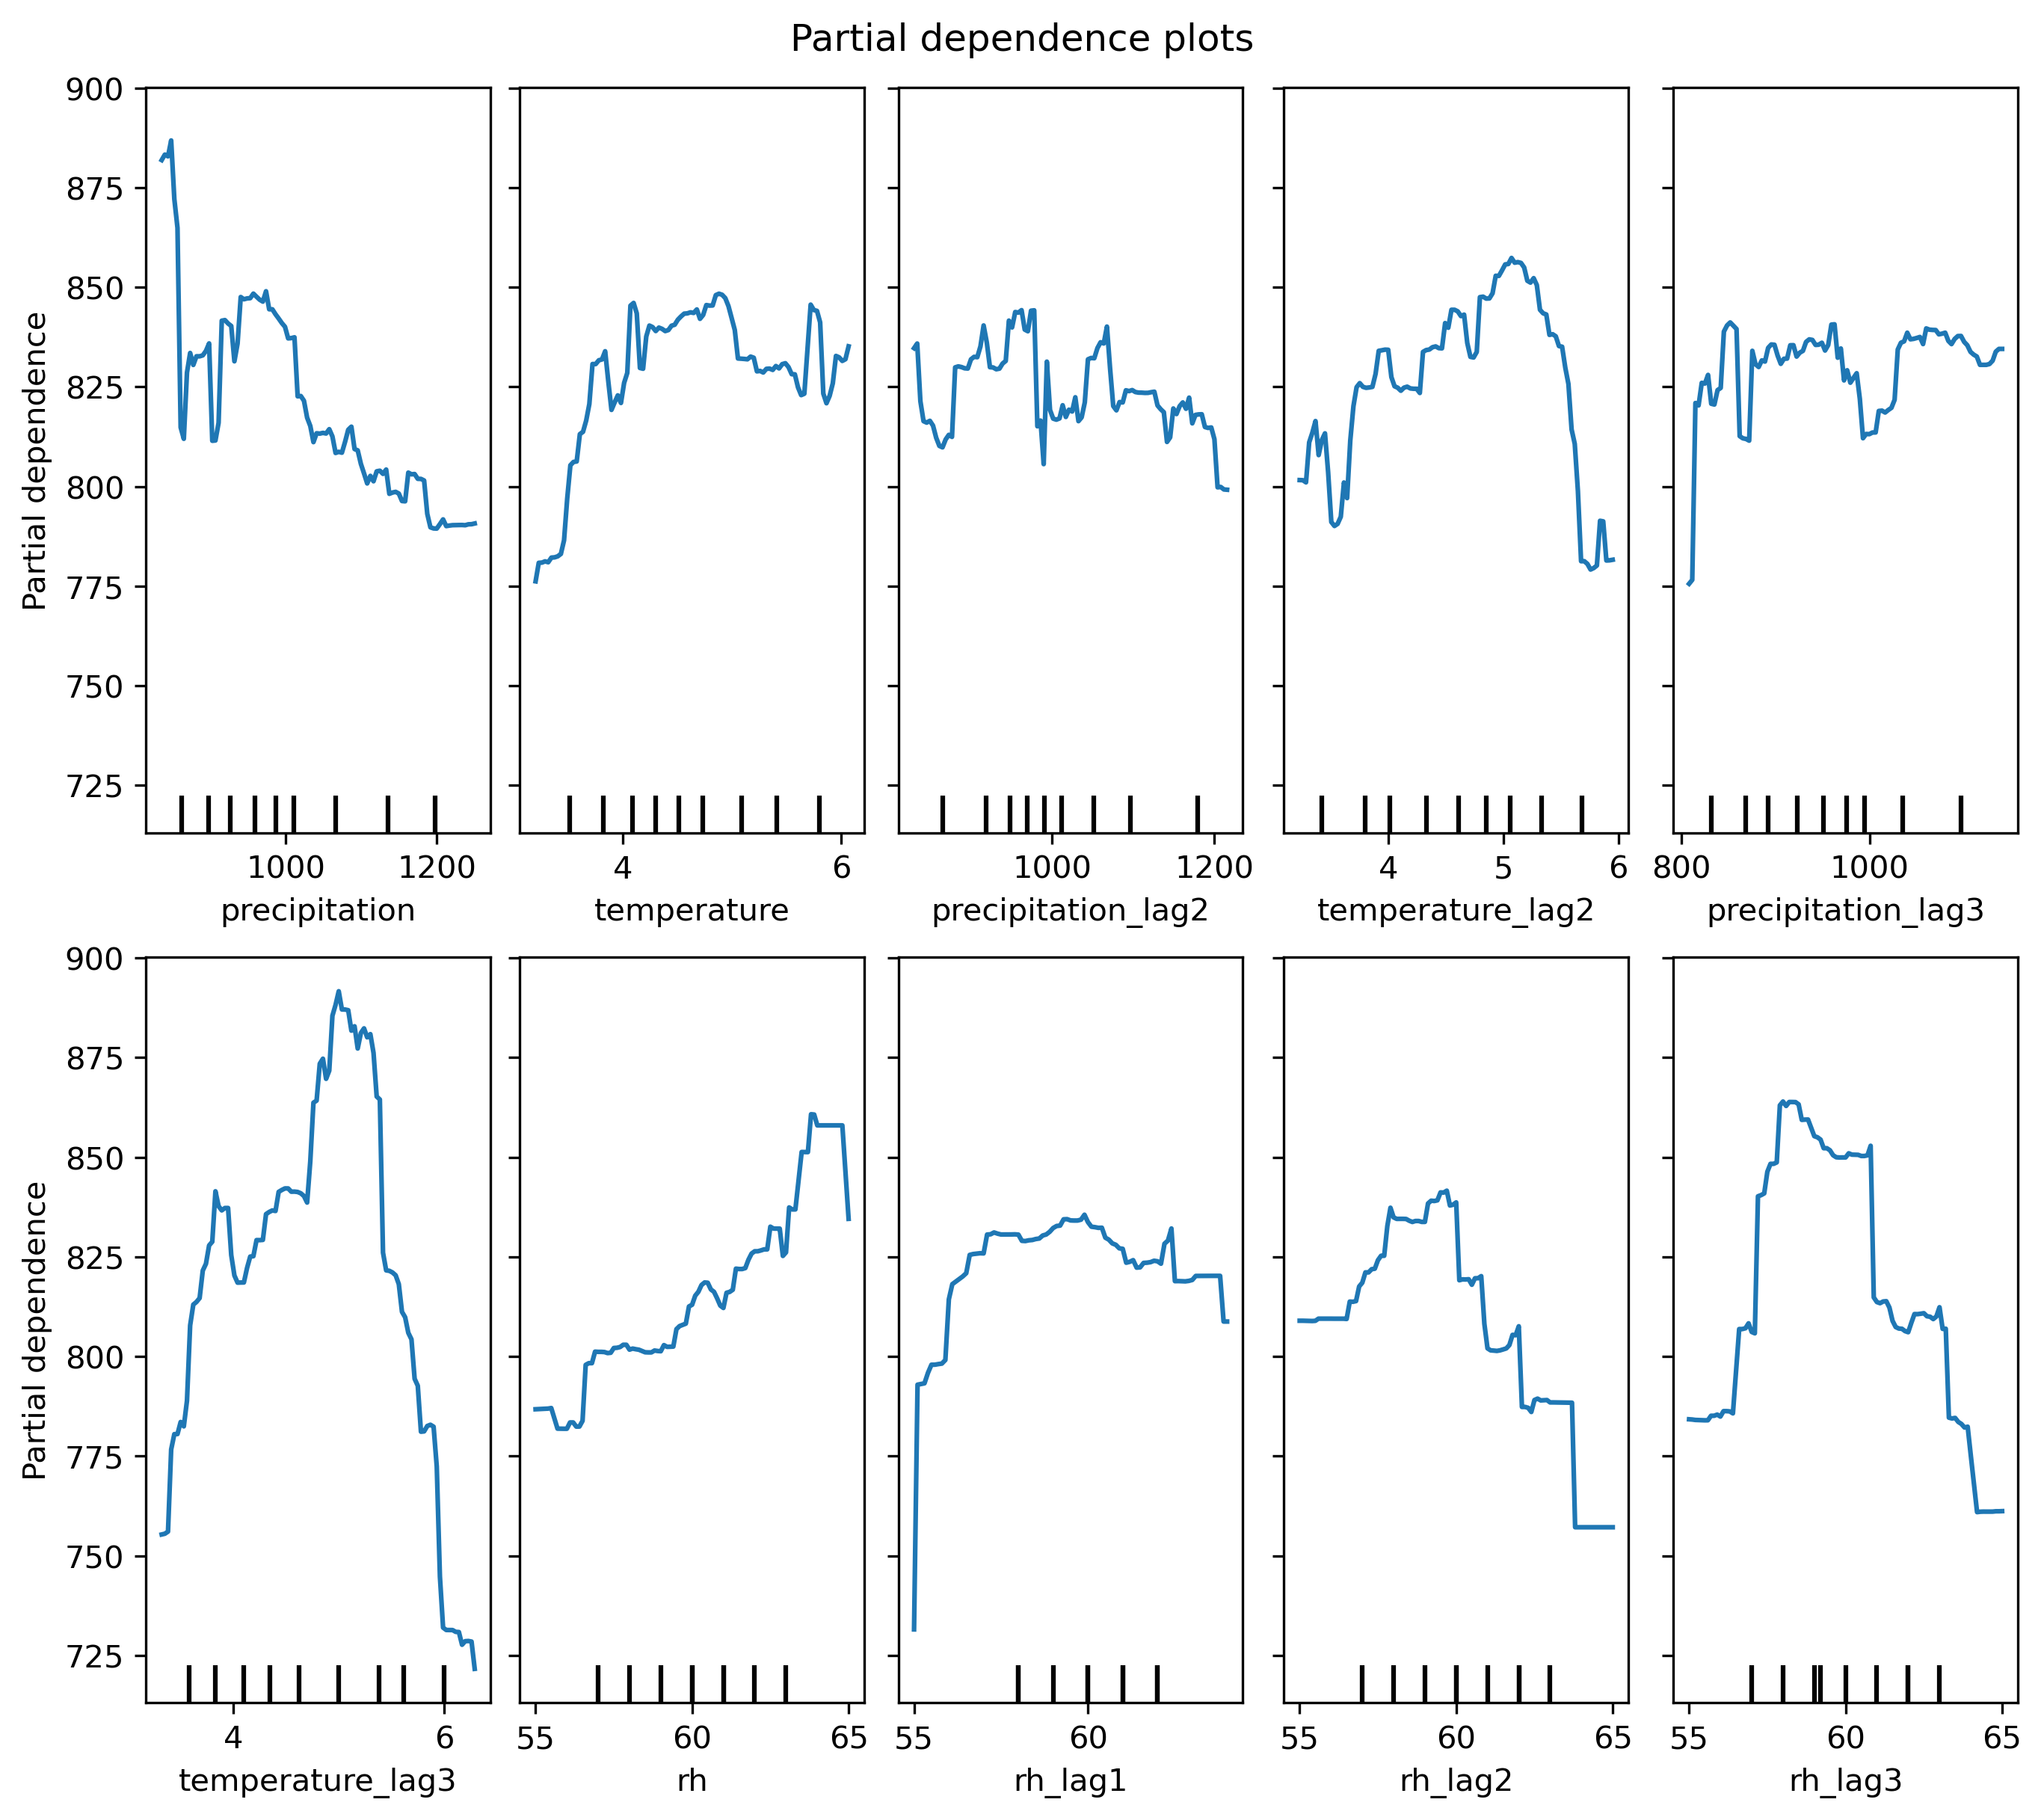 Partial dependence plots
Partial dependence
900
875
850
825
800
775
750
725
1000 1200
precipitation
4 6
temperature
1000 1200
precipitation_lag2
4 5 6
temperature_lag2
800 1000
precipitation_lag3
Partial dependence
900
875
850
825
800
775
750
725
4 6
temperature_lag3
55 60 65
rh
55 60
rh_lag1
55 60 65
rh_lag2
55 60 65
rh_lag3